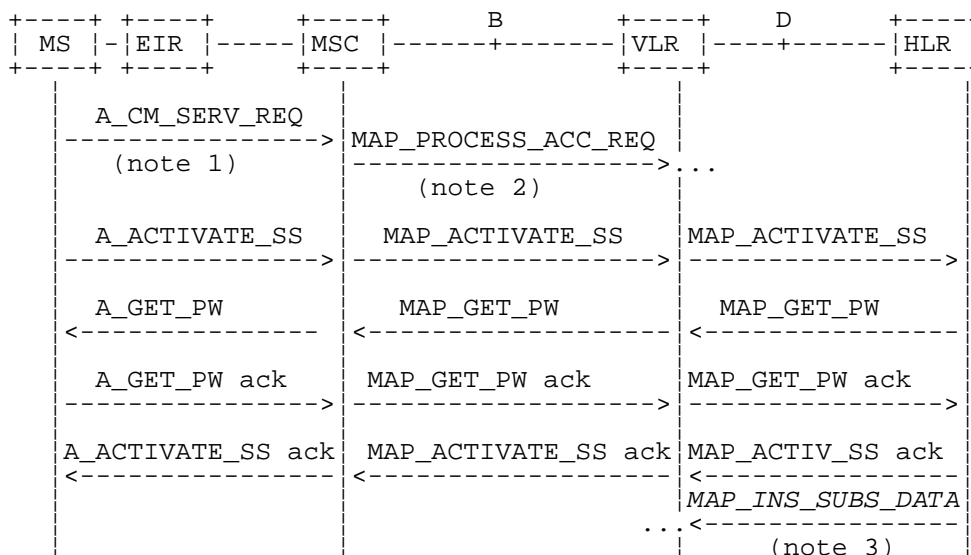 B D
MS EIR MSC VLR HLR
A_CM_SERV_REQ
MAP_PROCESS_ACC_REQ
(note 1) ...
(note 2)
A_ACTIVATE_SS MAP_ACTIVATE_SS MAP_ACTIVATE_SS
A_GET_PW MAP_GET_PW MAP_GET_PW
A_GET_PW ack MAP_GET_PW ack MAP_GET_PW ack
A_ACTIVATE_SS ack MAP_ACTIVATE_SS ack MAP_ACTIV_SS ack
MAP_INS_SUBS_DATA
...
(note 3)